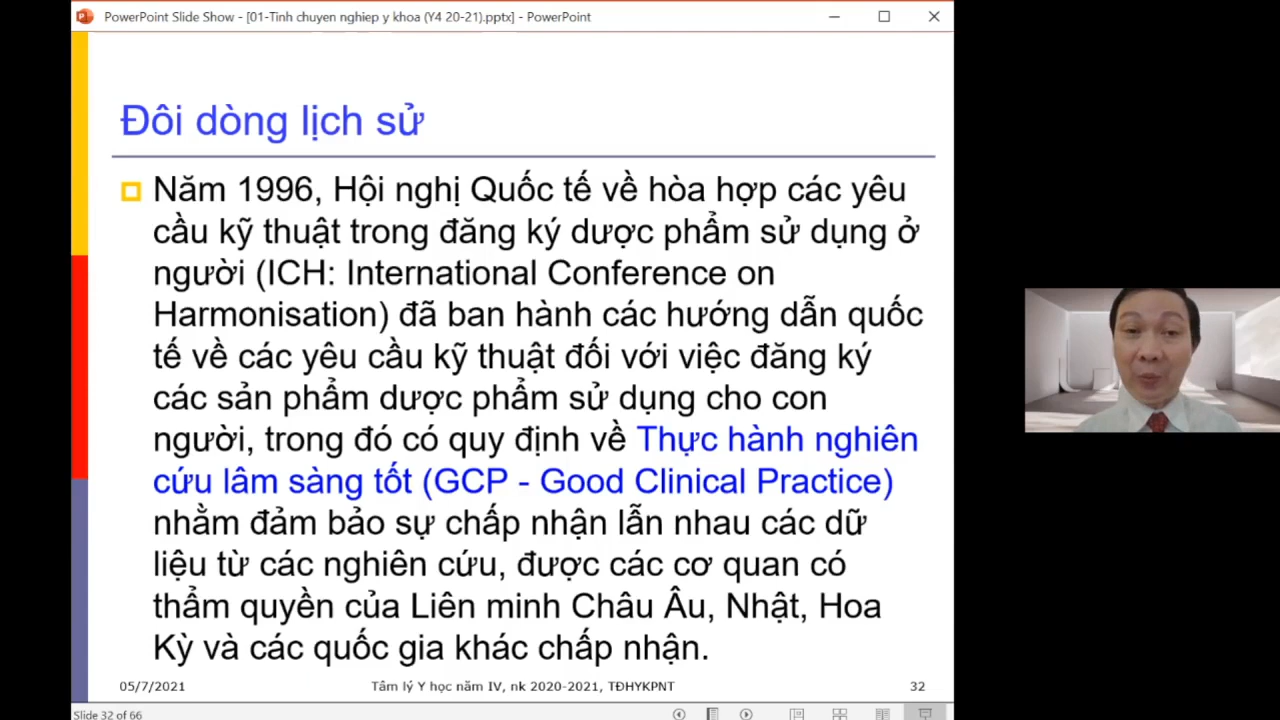 PowerPoint Slide Show - [01-Tinh chuyen nghiep y khoa (Y4 20-21).pptx] - PowerPoint
Đôi dòng lịch sử
Năm 1996, Hội nghị Quốc tế về hòa hợp các yêu
cầu kỹ thuật trong đăng ký dược phẩm sử dụng ở
người (ICH: International Conference on
Harmonisation) đã ban hành các hướng dẫn quốc
tế về các yêu cầu kỹ thuật đối với việc đăng ký
các sản phẩm dược phẩm sử dụng cho con
người, trong đó có quy định về Thực hành nghiên
cứu lâm sàng tốt (GCP - Good Clinical Practice)
nhằm đảm bảo sự chấp nhận lẫn nhau các dữ
liệu từ các nghiên cứu, được các cơ quan có
thẩm quyền của Liên minh Châu Âu, Nhật, Hoa
Kỳ và các quốc gia khác chấp nhận.
05/7/2021 Tâm lý Y học năm IV, nk 2020-2021, TĐHYKPNT 32
Slide 32 of 66